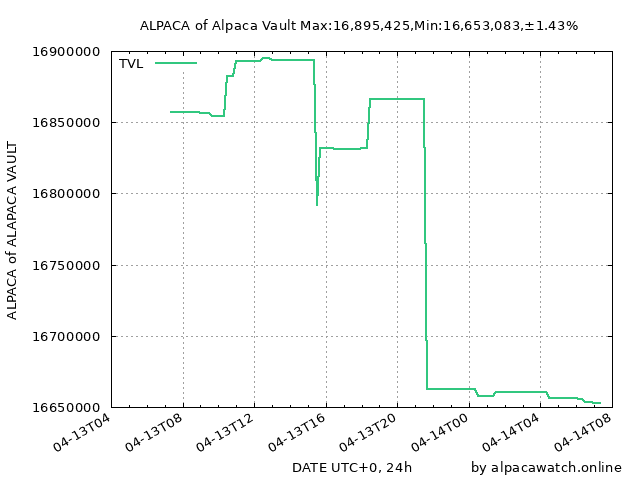 ALPACA of Alpaca Vault Max:16,895,425,Min:16,653,083,±1.43%
TVL
16900000
16850000
16800000
16750000
16700000
16650000
ALPACA of ALAPACA VAULT
04-13T04
04-13T08
04-13T12
04-13T16
04-13T20
04-14T00
04-14T04
04-14T08
DATE UTC+0, 24h
by alpacawatch.online